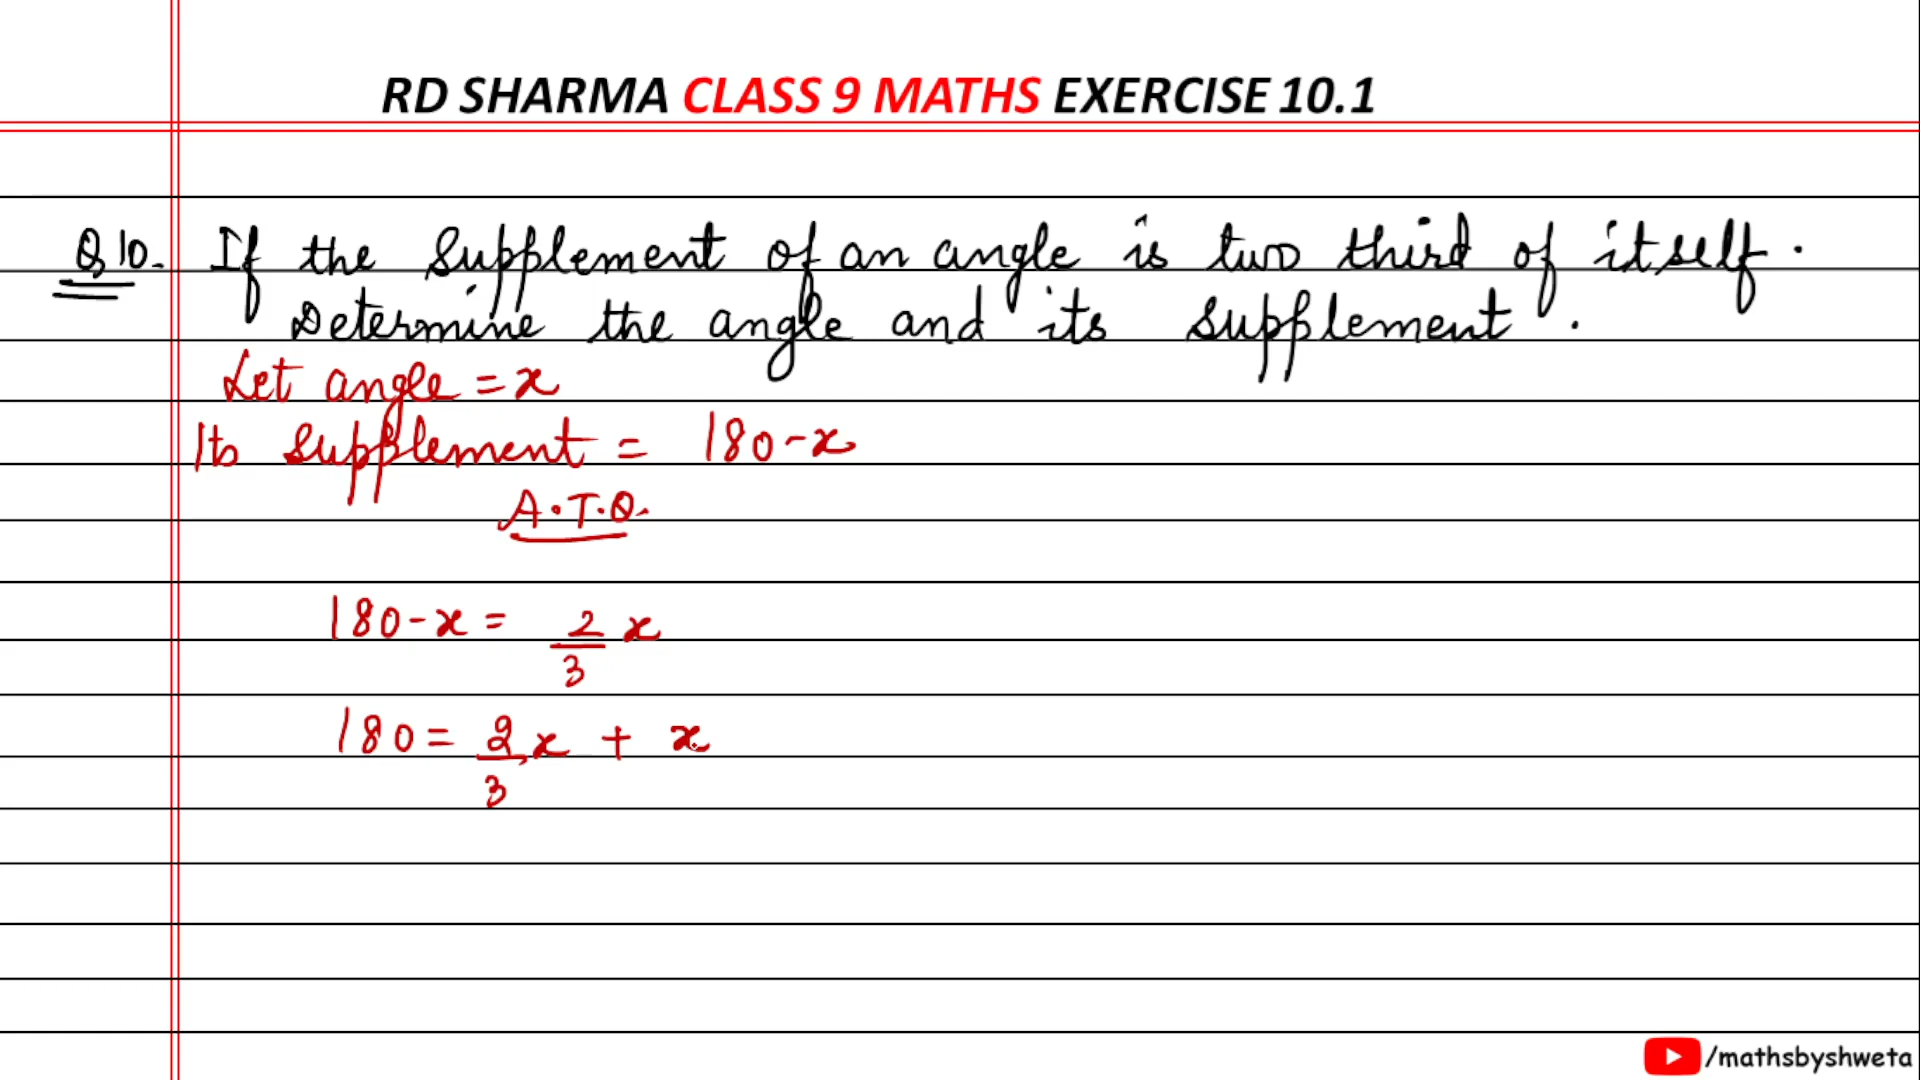 RD SHARMA CLASS 9 MATHS EXERCISE 10.1
Q10. If the supplement of an angle is two third of itself.
Determine the angle and its supplement.
Let angle = x
Its supplement = 180-x
A.T.Q.
180-x = 2/3 x
180 = 2/3 x + x
/mathsbyshweta